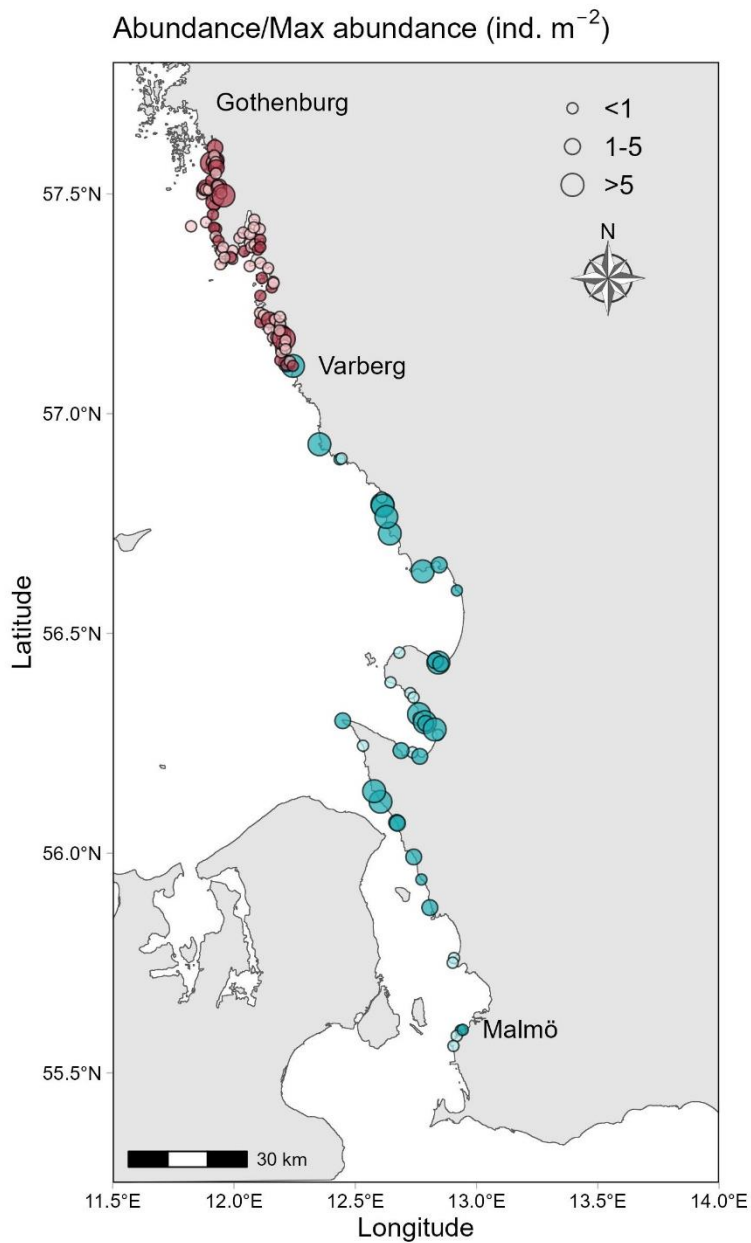 Abundance/Max abundance (ind. m⁻²)
Gothenburg
<1
1-5
>5
N
Varberg
Malmö
57.5°N
57.0°N
56.5°N
56.0°N
55.5°N
Latitude
30 km
11.5°E 12.0°E 12.5°E 13.0°E 13.5°E 14.0°E
Longitude